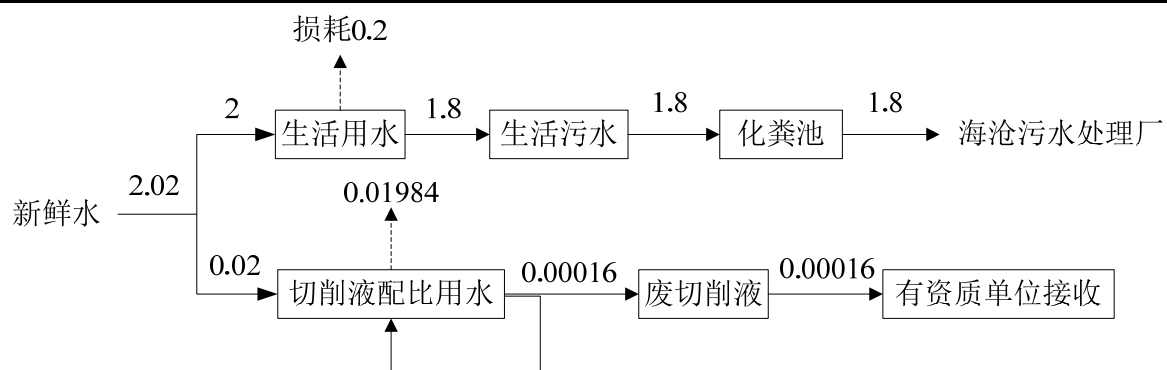 损耗0.2
2
生活用水
1.8
生活污水
1.8
化粪池
1.8
海沧污水处理厂
新鲜水
2.02
0.01984
0.02
切削液配比用水
0.00016
废切削液
0.00016
有资质单位接收